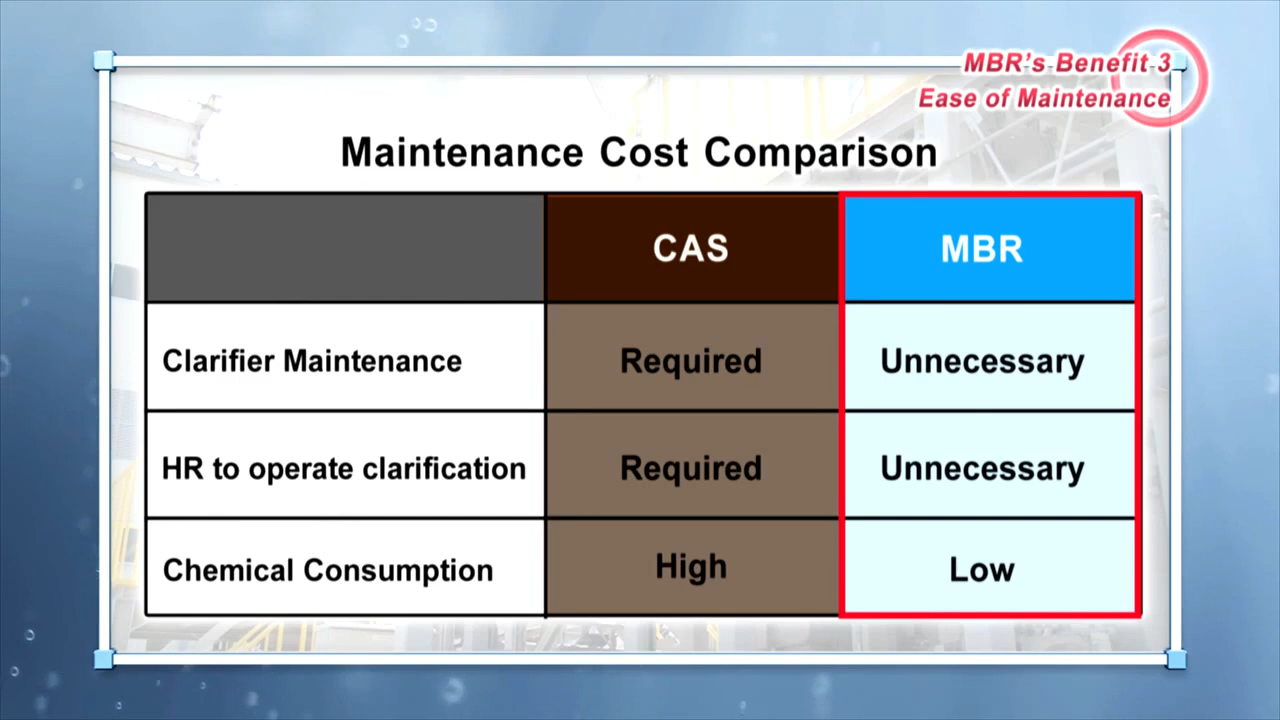 MBR's Benefit 3
Ease of Maintenance
Maintenance Cost Comparison
CAS MBR
Clarifier Maintenance Required Unnecessary
HR to operate clarification Required Unnecessary
Chemical Consumption High Low